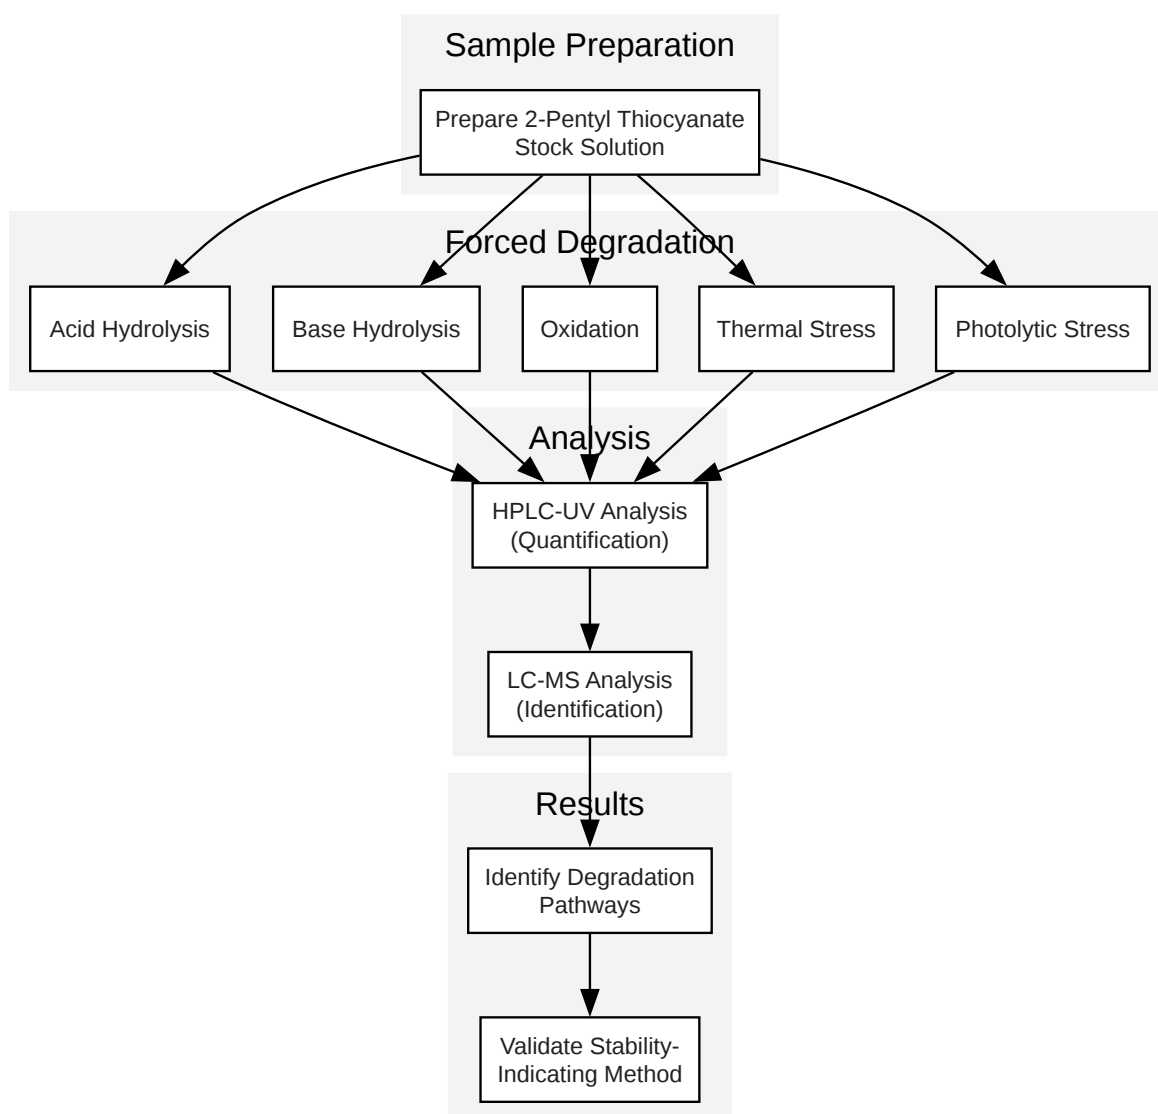 Sample Preparation
Prepare 2-Pentyl Thiocyanate
Stock Solution
Forced Degradation
Acid Hydrolysis
Base Hydrolysis
Oxidation
Thermal Stress
Photolytic Stress
Analysis
HPLC-UV Analysis
(Quantification)
LC-MS Analysis
(Identification)
Results
Identify Degradation
Pathways
Validate Stability-
Indicating Method